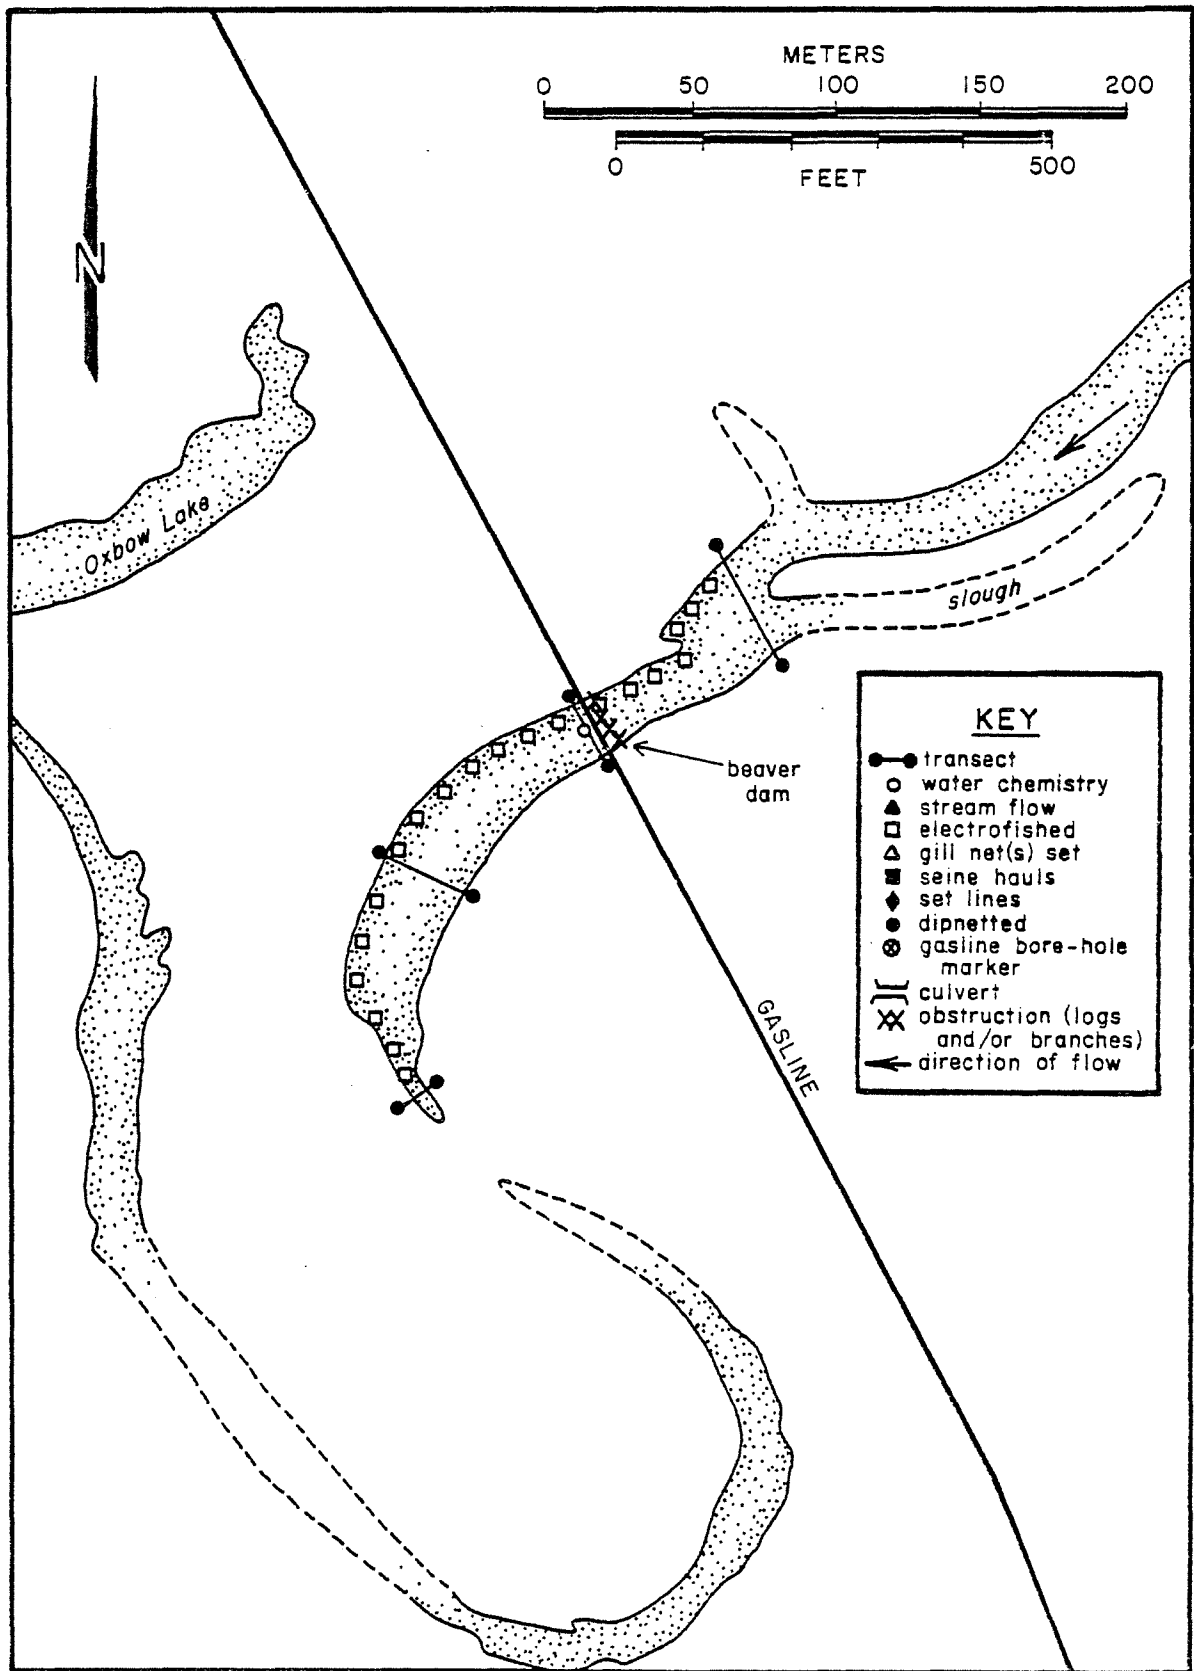 METERS
0 50 100 150 200
0 500
FEET
N
Oxbow Lake
slough
beaver
dam
GASLINE
KEY
transect
water chemistry
stream flow
electrofished
gill net(s) set
seine hauls
set lines
dipnetted
gasline bore-hole
marker
culvert
obstruction (logs
and/or branches)
direction of flow